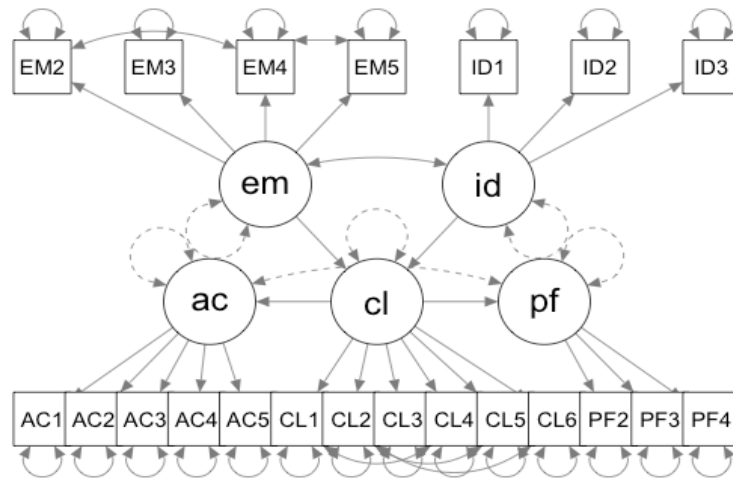 EM2 EM3 EM4 EM5 ID1 ID2 ID3
em id
ac cl pf
AC1 AC2 AC3 AC4 AC5 CL1 CL2 CL3 CL4 CL5 CL6 PF2 PF3 PF4